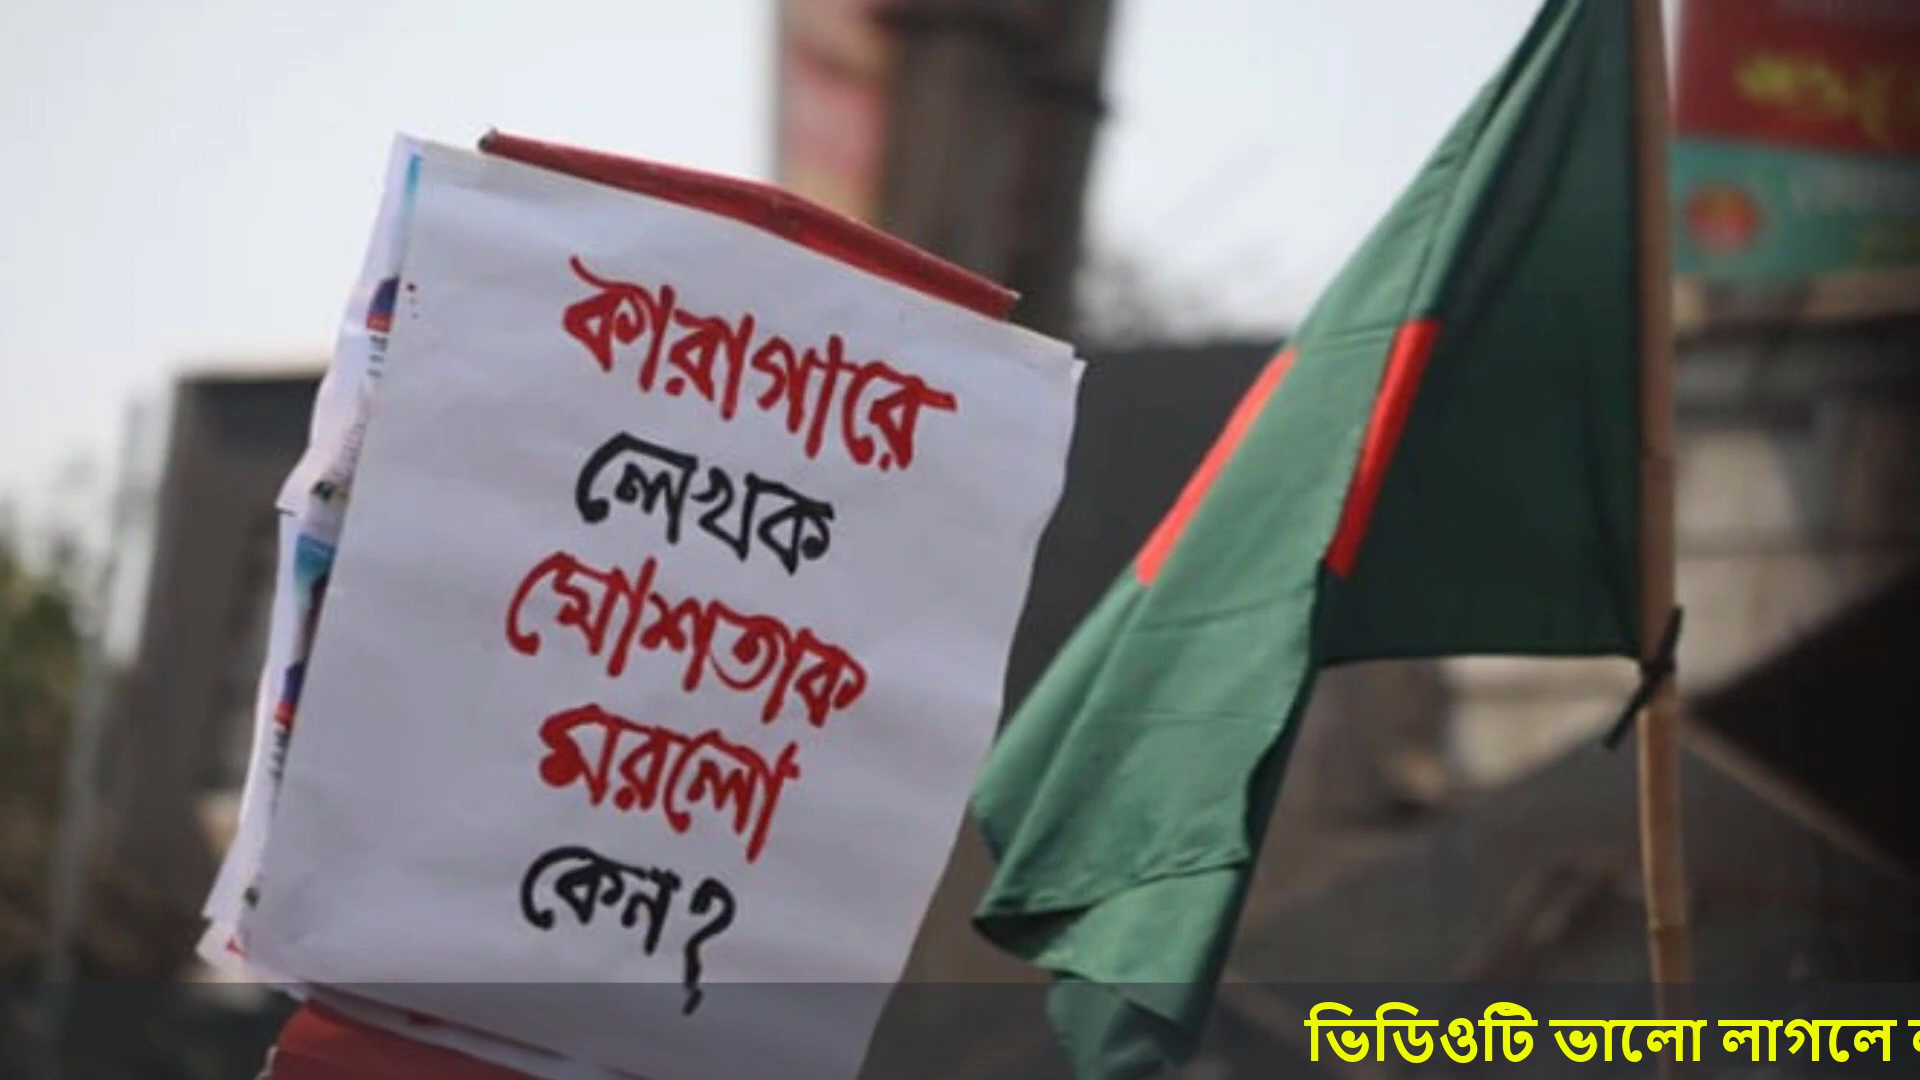 কারাগারে
লেখক
মোশতাক
মরলো
কেন?
ভিডিওটি ভালো লাগলে